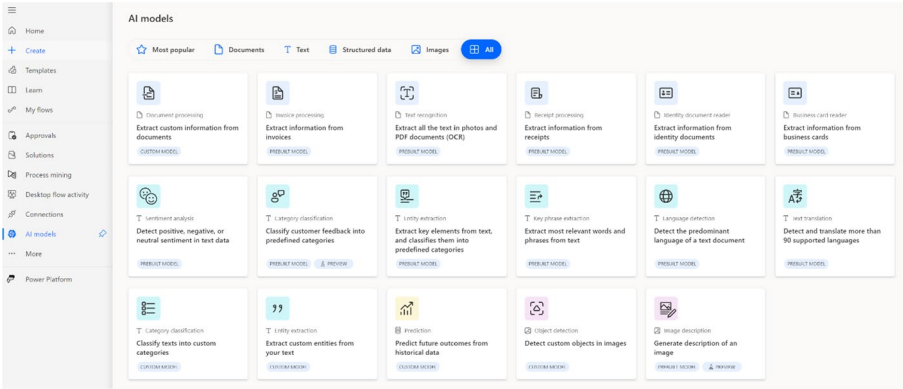 AI models
Home
Create
Templates
Learn
My flows
Approvals
Solutions
Process mining
Desktop flow activity
Connections
AI models
More
Power Platform
Most popular
Documents
Text
Structured data
Images
All
Document processing
Extract custom information from
documents
CUSTOM MODEL
Invoice processing
Extract information from
invoices
PREBUILT MODEL
Text recognition
Extract all the text in photos and
PDF documents (OCR)
PREBUILT MODEL
Receipt processing
Extract information from
receipts
PREBUILT MODEL
Identity document reader
Extract information from
identity documents
PREBUILT MODEL
Business card reader
Extract information from
business cards
PREBUILT MODEL
Sentiment analysis
Detect positive, negative, or
neutral sentiment in text data
PREBUILT MODEL
Category classification
Classify customer feedback into
predefined categories
PREBUILT MODEL PREVIEW
Entity extraction
Extract key elements from text,
and classifies them into
predefined categories
PREBUILT MODEL
Key phrase extraction
Extract most relevant words and
phrases from text
PREBUILT MODEL
Language detection
Detect the predominant
language of a text document
PREBUILT MODEL
Text translation
Detect and translate more than
90 supported languages
PREBUILT MODEL
Category classification
Classify texts into custom
categories
CUSTOM MODEL
Entity extraction
Extract custom entities from
your text
CUSTOM MODEL
Prediction
Predict future outcomes from
historical data
CUSTOM MODEL
Object detection
Detect custom objects in images
CUSTOM MODEL
Image description
Generate description of an
image
PREBUILT MODEL PREVIEW